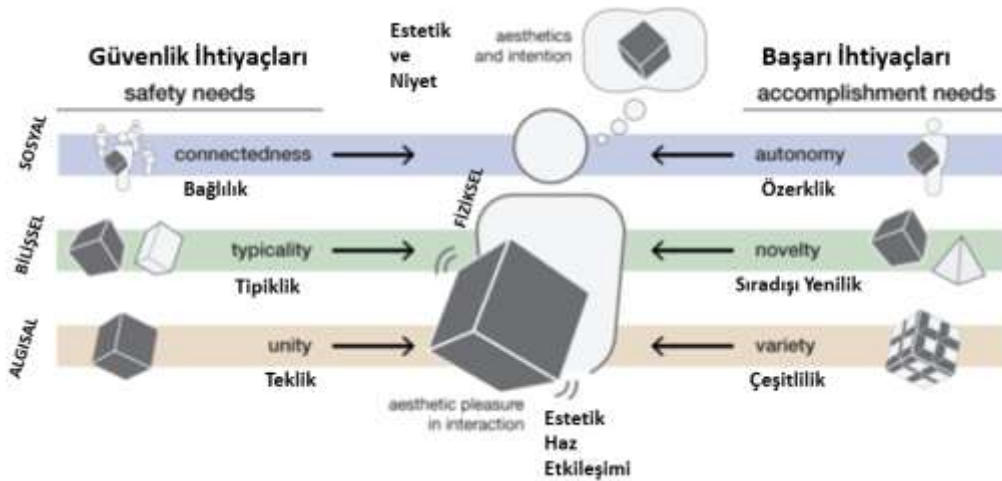 Estetik
ve
Niyet
aesthetics
and intention
Güvenlik İhtiyaçları
safety needs
Başarı İhtiyaçları
accomplishment needs
SOSYAL
connectedness
Bağlılık
autonomy
Özerklik
FİZİKSEL
BİLİŞSEL
typicality
Tipiklik
novelty
Sıradışı Yenilik
ALGISAL
unity
Teklik
variety
Çeşitlilik
aesthetic pleasure
in interaction
Estetik
Haz
Etkileşimi